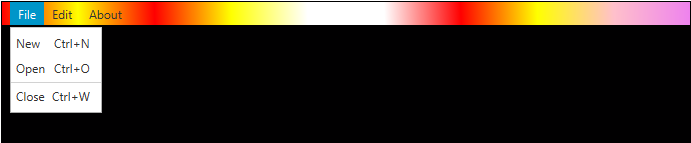 File Edit About
New Ctrl+N
Open Ctrl+O
Close Ctrl+W